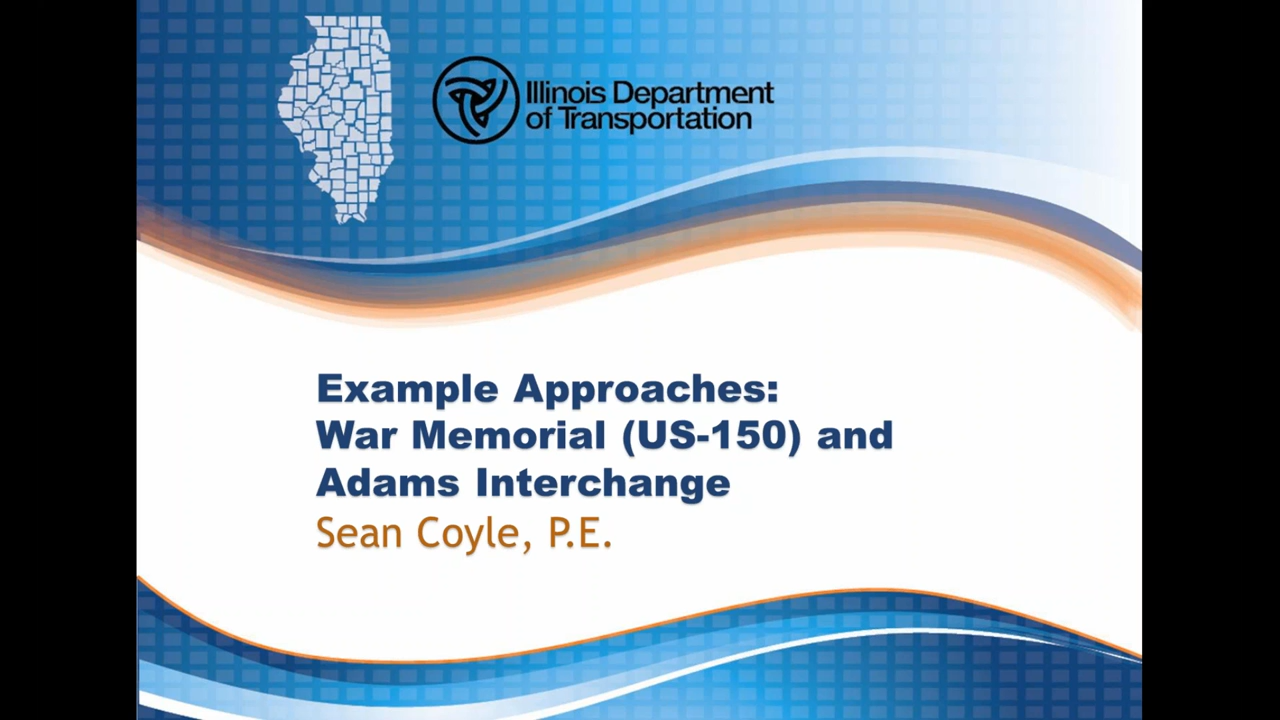 Illinois Department
of Transportation
Example Approaches:
War Memorial (US-150) and
Adams Interchange
Sean Coyle, P.E.